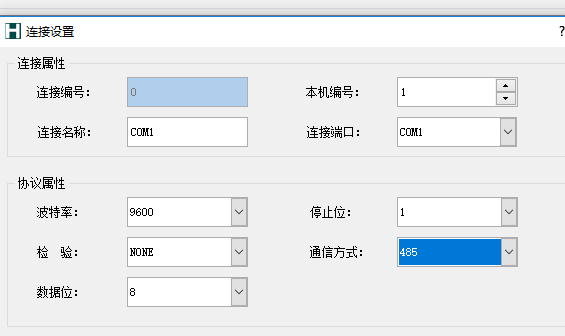 H 连接设置 ?
连接属性
连接编号: 0 本机编号: 1
连接名称: COM1 连接端口: COM1
协议属性
波特率: 9600 停止位: 1
检 验: NONE 通信方式: 485
数据位: 8